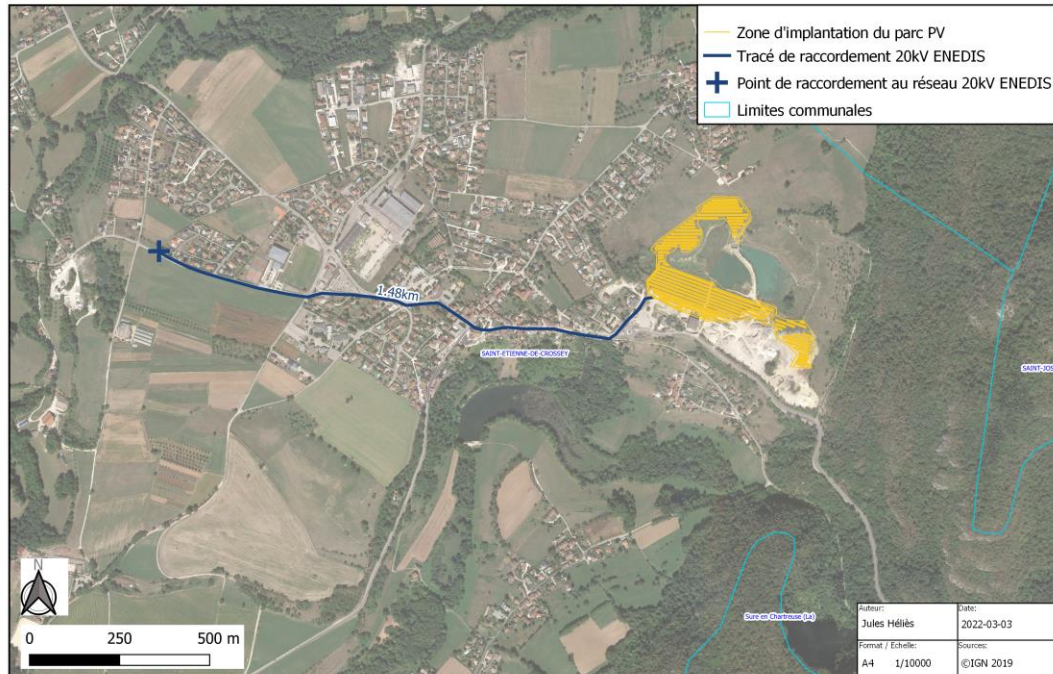 Zone d'implantation du parc PV
Tracé de raccordement 20kV ENEDIS
Point de raccordement au réseau 20kV ENEDIS
Limites communales
1.48km
SAINT-ETIENNE-DE-CROSSEY
SAINT-JOS
Sure en Chartreuse (La)
N
0 250 500 m
Auteur: Date:
Jules Héliès 2022-03-03
Format / Echelle: Sources:
A4 1/10000 ©IGN 2019